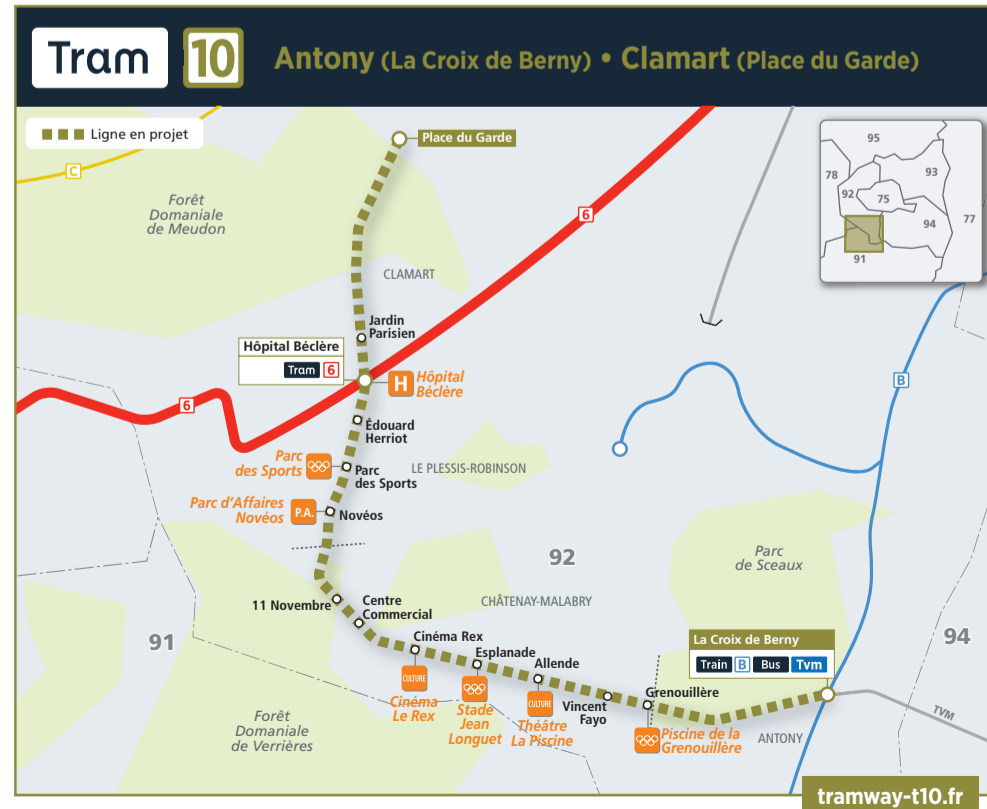 Tram 10 Antony (La Croix de Berny) • Clamart (Place du Garde)
Ligne en projet
Place du Garde
C
Forêt
Domaniale
de Meudon
6
95
93
78
92
75
94
77
91
CLAMART
Jardin
Parisien
Hôpital Béclère
Tram 6
H
Hôpital
Béclère
B
6
Édouard
Herriot
Parc
des Sports
Parc
des Sports
LE PLESSIS-ROBINSON
Parc d'Affaires
Novéos
P.A.
Novéos
92
Parc
de Sceaux
11 Novembre
Centre
Commercial
CHÂTENAY-MALABRY
91
94
Cinéma Rex
Esplanade
Allende
La Croix de Berny
Train B Bus Tvm
CULTURE
Cinéma
Le Rex
Stade
Jean
Longuet
CULTURE
Théâtre
La Piscine
Vincent
Fayo
Grenouillère
Piscine de la
Grenouillère
ANTONY
TVM
Forêt
Domaniale
de Verrières
tramway-t10.fr